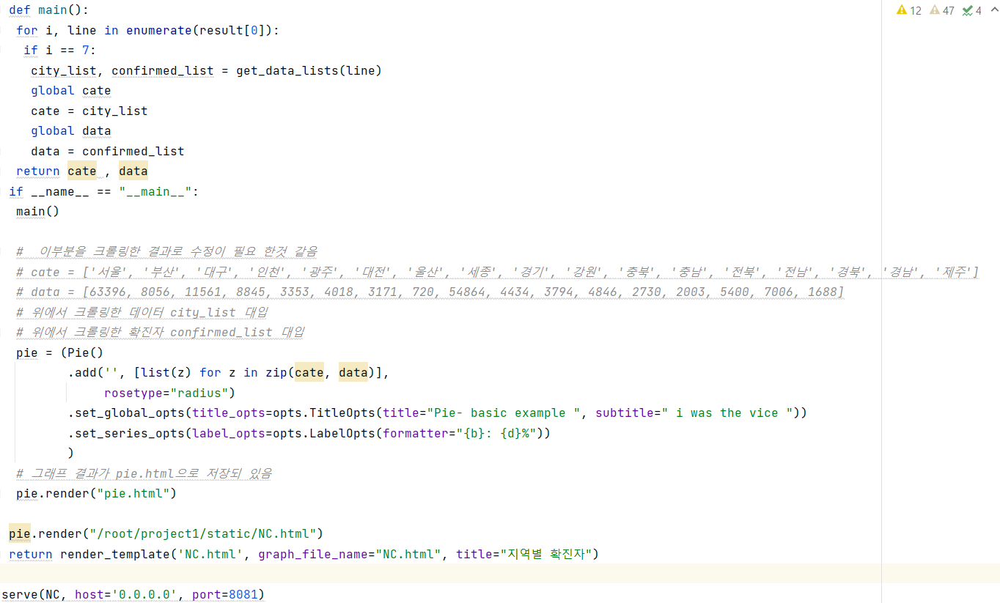 12 47 4
def main():
for i, line in enumerate(result[0]):
if i == 7:
city_list, confirmed_list = get_data_lists(line)
global cate
cate = city_list
global data
data = confirmed_list
return cate , data
if __name__ == "__main__":
main()
#  이부분을 크롤링한 결과로 수정이 필요 한것 같음
# cate = ['서울', '부산', '대구', '인천', '광주', '대전', '울산', '세종', '경기', '강원', '충북', '충남', '전북', '전남', '경북', '경남', '제주']
# data = [63396, 8056, 11561, 8845, 3353, 4018, 3171, 720, 54864, 4434, 3794, 4846, 2730, 2003, 5400, 7006, 1688]
# 위에서 크롤링한 데이터 city_list 대입
# 위에서 크롤링한 확진자 confirmed_list 대입
pie = (Pie()
.add('', [list(z) for z in zip(cate, data)],
rosetype="radius")
.set_global_opts(title_opts=opts.TitleOpts(title="Pie- basic example ", subtitle=" i was the vice "))
.set_series_opts(label_opts=opts.LabelOpts(formatter="{b}: {d}%"))
)
# 그래프 결과가 pie.html으로 저장되 있음
pie.render("pie.html")
pie.render("/root/project1/static/NC.html")
return render_template('NC.html', graph_file_name="NC.html", title="지역별 확진자")
serve(NC, host='0.0.0.0', port=8081)